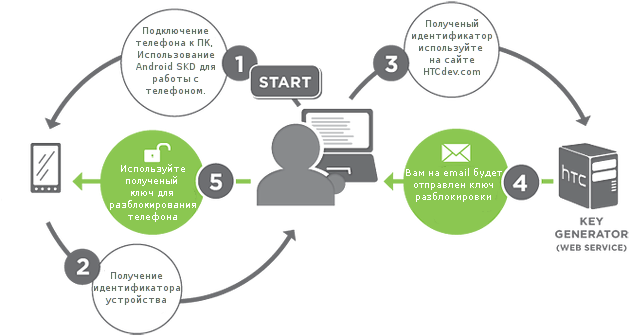 1
Подключение
телефона к ПК,
Использование
Android SKD для
работы с
телефоном.
START
2
Получение
идентификатора
устройства
3
Полученый
идентификатор
используйте
на сайте
HTCdev.com
hTC
KEY
GENERATOR
(WEB SERVICE)
4
Вам на email будет
отправлен ключ
разблокировки
5
Используйте
полученый
ключ для
разблокирования
телефона